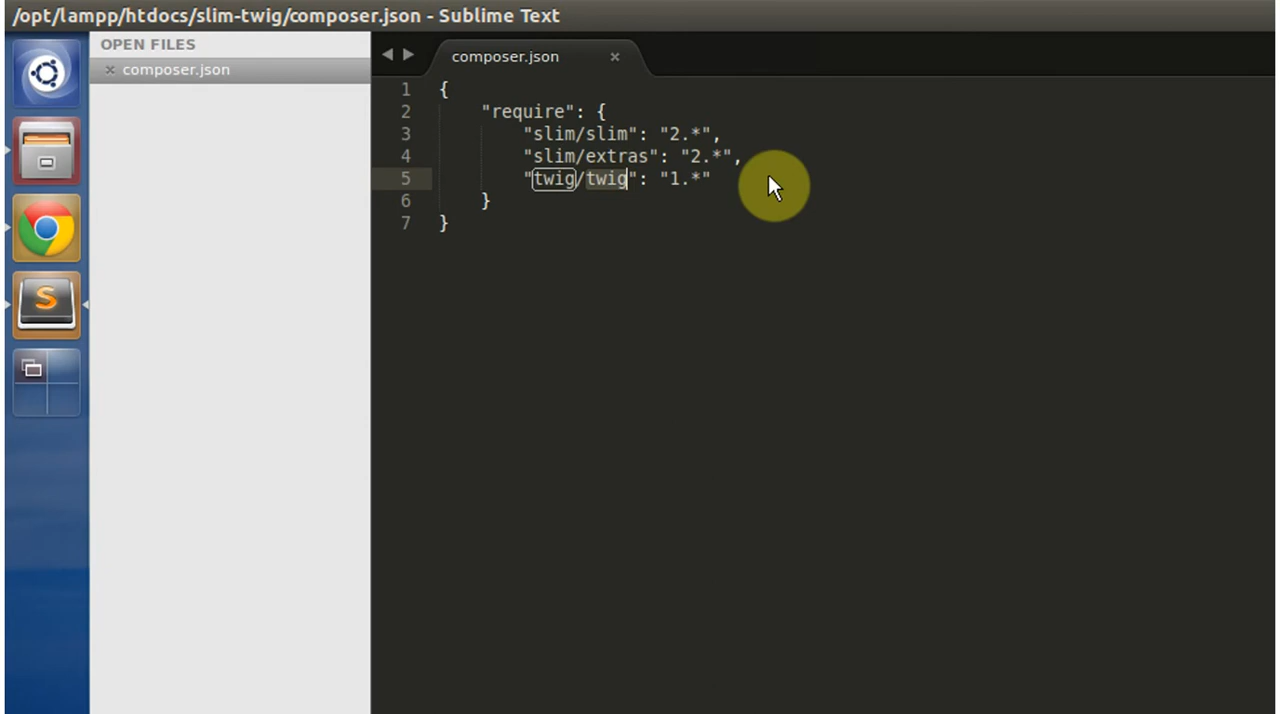 /opt/lampp/htdocs/slim-twig/composer.json - Sublime Text
OPEN FILES
× composer.json
composer.json ×
1 {
2 "require": {
3 "slim/slim": "2.*",
4 "slim/extras": "2.*",
5 "twig/twig": "1.*"
6 }
7 }